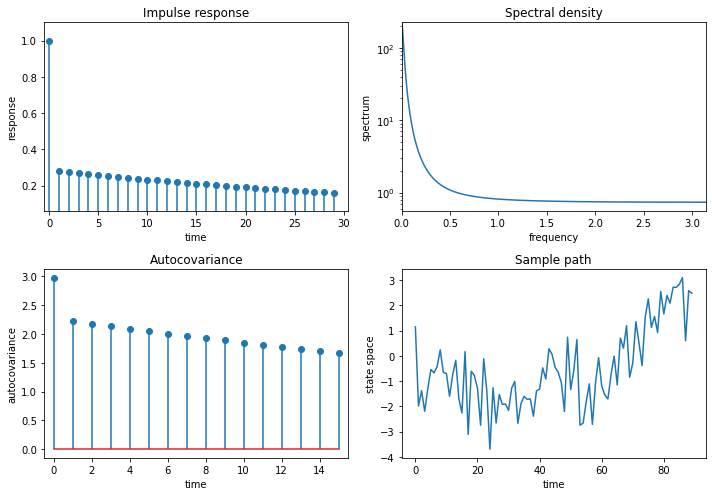 Impulse response
1.0
0.8
0.6
0.4
0.2
response
0 5 10 15 20 25 30
time
Spectral density
10²
10¹
10⁰
spectrum
0.0 0.5 1.0 1.5 2.0 2.5 3.0
frequency
Autocovariance
3.0
2.5
2.0
1.5
1.0
0.5
0.0
autocovariance
0 2 4 6 8 10 12 14
time
Sample path
3
2
1
0
−1
−2
−3
−4
state space
0 20 40 60 80
time